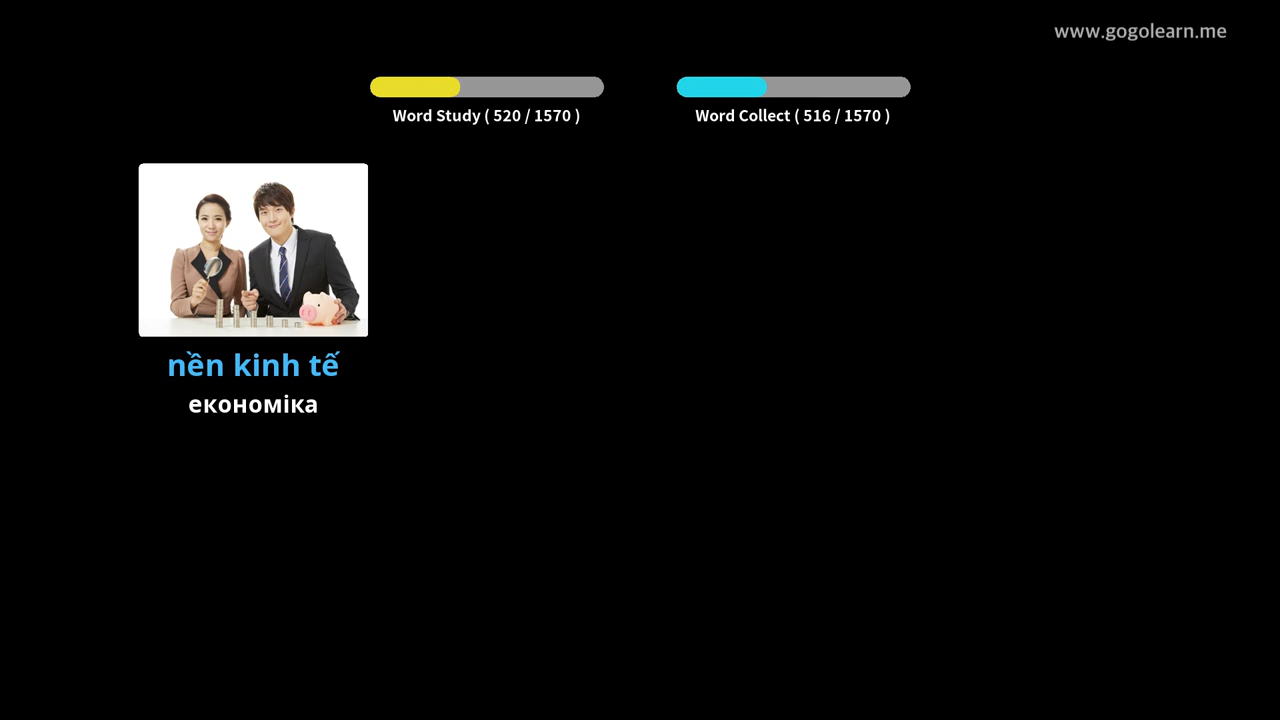 www.gogolearn.me
Word Study ( 520 / 1570 )
Word Collect ( 516 / 1570 )
nền kinh tế
економіка